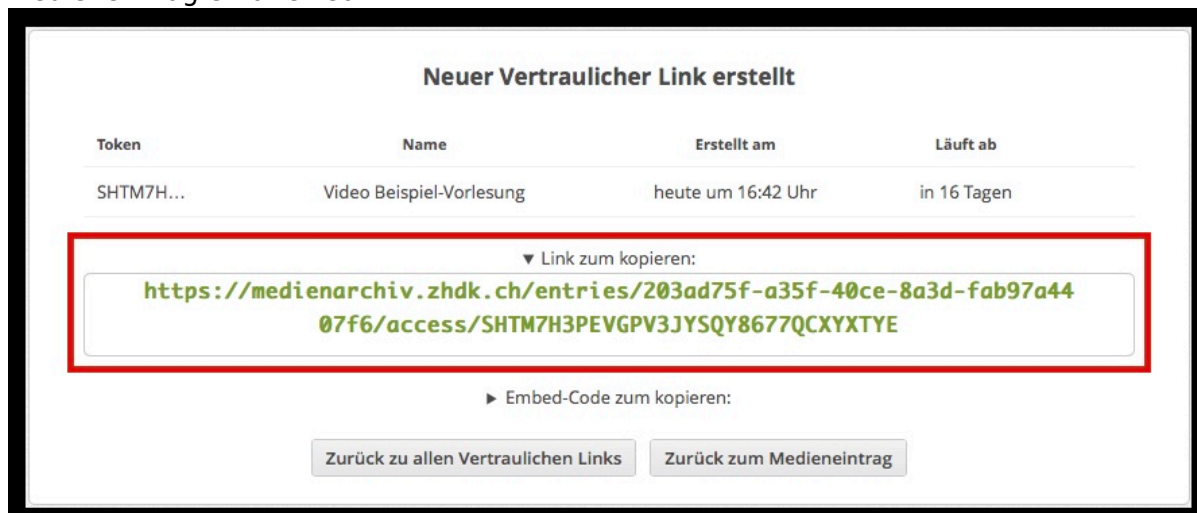 Neuer Vertraulicher Link erstellt
Token Name Erstellt am Läuft ab
SHTM7H... Video Beispiel-Vorlesung heute um 16:42 Uhr in 16 Tagen
▼ Link zum kopieren:
https://medienarchiv.zhdk.ch/entries/203ad75f-a35f-40ce-8a3d-fab97a44
07f6/access/SHTM7H3PEVGPV3JYSQY8677QCXYXTYE
► Embed-Code zum kopieren:
Zurück zu allen Vertraulichen Links Zurück zum Medieneintrag